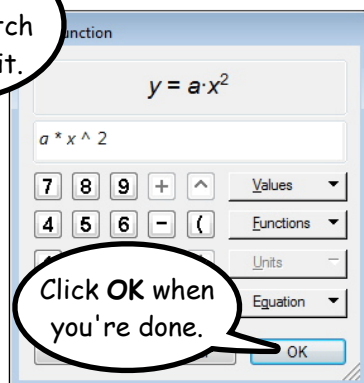 it.
y = a·x²
a * x ^ 2
7 8 9 + ^ Values
4 5 6 - ( Functions
Units
Equation
Click OK when
you're done.
OK